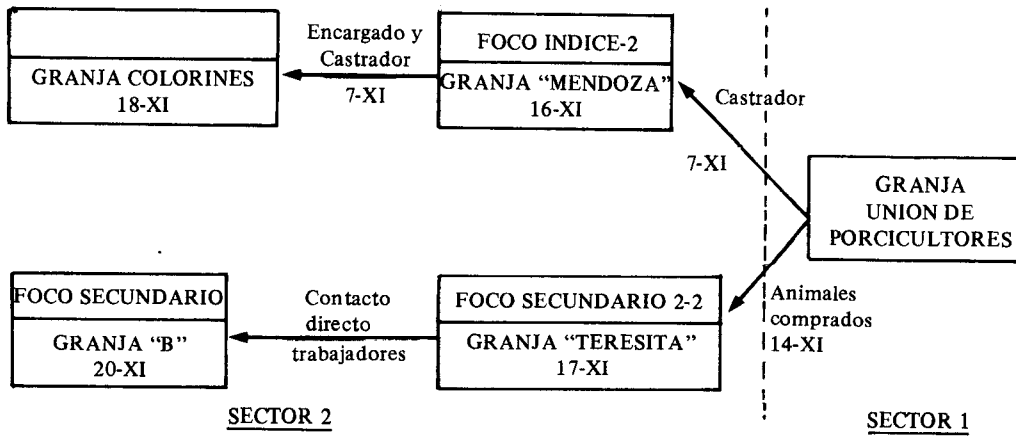 Encargado y
Castrador
7-XI
FOCO INDICE-2
GRANJA COLORINES
18-XI
GRANJA “MENDOZA”
16-XI
Castrador
7-XI
GRANJA
UNION DE
PORCICULTORES
FOCO SECUNDARIO
GRANJA “B”
20-XI
Contacto
directo
trabajadores
FOCO SECUNDARIO 2-2
GRANJA “TERESITA”
17-XI
Animales
comprados
14-XI
SECTOR 2
SECTOR 1